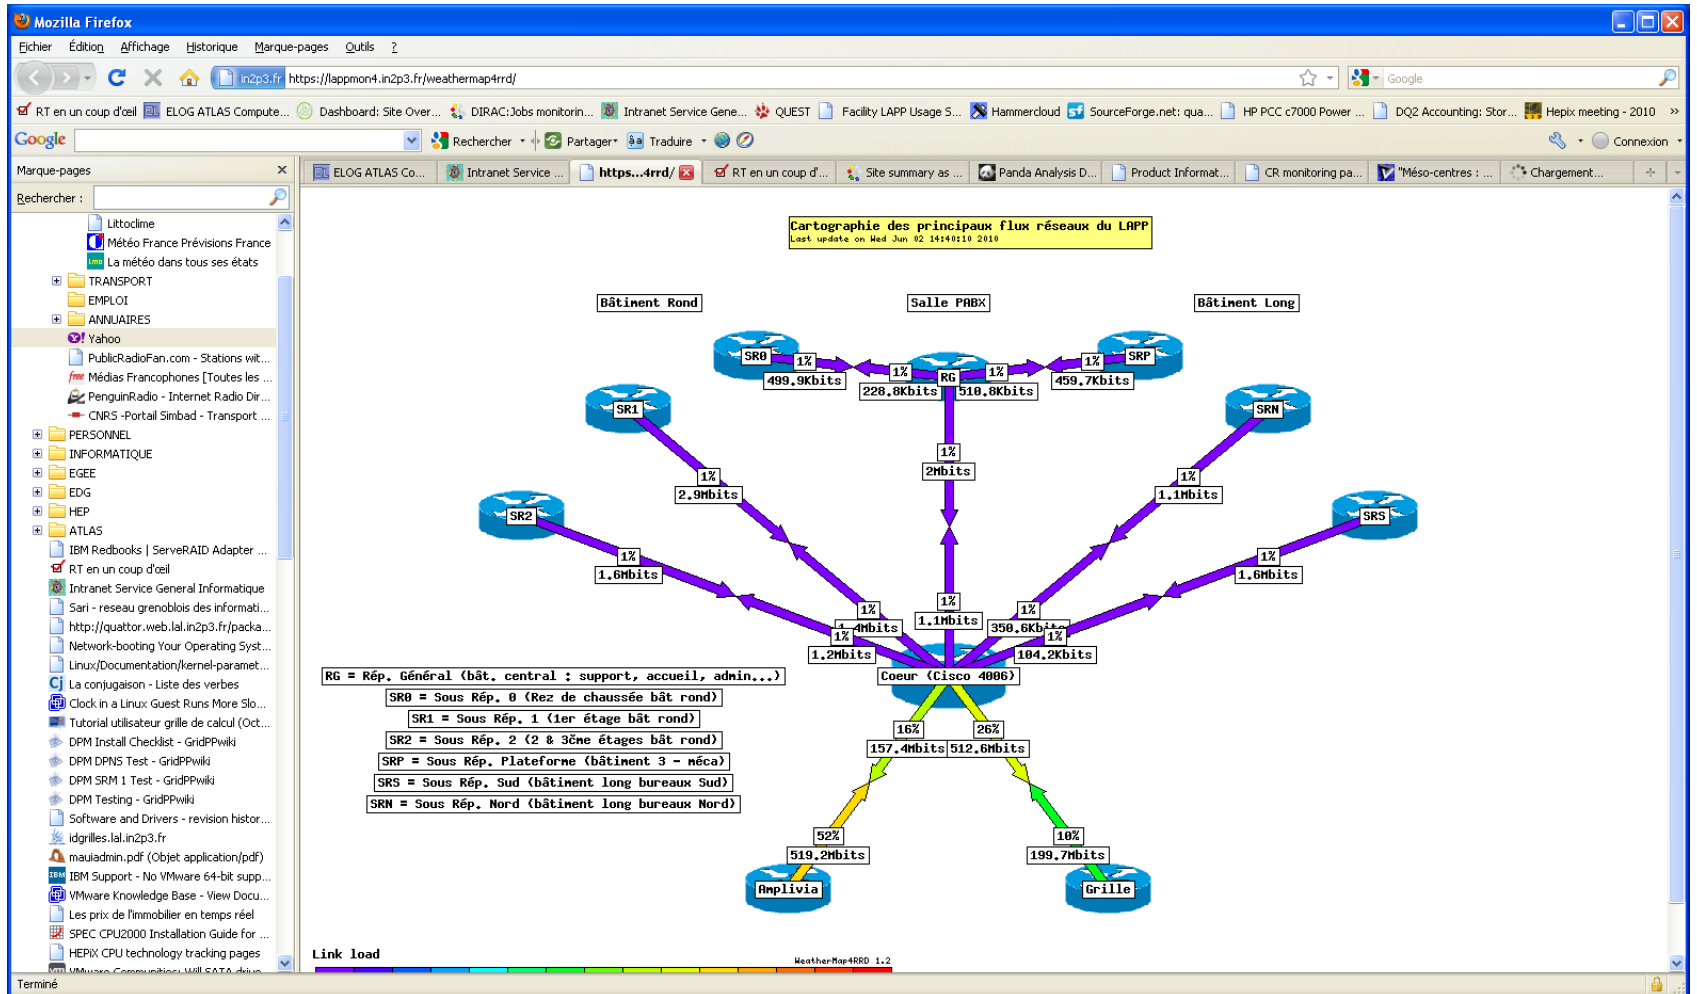 Mozilla Firefox
Fichier Édition Affichage Historique Marque-pages Outils ?
in2p3.fr https://lappmon4.in2p3.fr/weathermap4rrd/
Google
RT en un coup d'œil ELOG ATLAS Compute... Dashboard: Site Over... DIRAC:Jobs monitorin... Intranet Service Gene... QUEST Facility LAPP Usage S... Hammercloud SourceForge.net: qua... HP PCC c7000 Power ... DQ2 Accounting: Stor... Hepix meeting - 2010 »
Google Rechercher Partager Traduire Connexion
Marque-pages
ELOG ATLAS Co... Intranet Service ... https...4rrd/ RT en un coup d'... Site summary as ... Panda Analysis D... Product Informat... CR monitoring pa... "Méso-centres : ... Chargement...
Rechercher :
Littoclime
Météo France Prévisions France
La météo dans tous ses états
TRANSPORT
EMPLOI
ANNUAIRES
Yahoo
PublicRadioFan.com - Stations wit...
Médias Francophones [Toutes les ...
PenguinRadio - Internet Radio Dir...
CNRS -Portail Simbad - Transport ...
PERSONNEL
INFORMATIQUE
EGEE
EDG
HEP
ATLAS
IBM Redbooks | ServeRAID Adapter ...
RT en un coup d'œil
Intranet Service General Informatique
Sari - reseau grenoblois des informati...
http://quattor.web.lal.in2p3.fr/packa...
Network-booting Your Operating Syst...
Linux/Documentation/kernel-paramet...
La conjugaison - Liste des verbes
Clock in a Linux Guest Runs More Slo...
Tutorial utilisateur grille de calcul (Oct...
DPM Install Checklist - GridPPwiki
DPM DPNS Test - GridPPwiki
DPM SRM 1 Test - GridPPwiki
DPM Testing - GridPPwiki
Software and Drivers - revision histor...
idgrilles.lal.in2p3.fr
mauiadmin.pdf (Objet application/pdf)
IBM Support - No VMware 64-bit supp...
VMware Knowledge Base - View Docu...
Les prix de l'immobilier en temps réel
SPEC CPU2000 Installation Guide for ...
HEPiX CPU technology tracking pages
VMware Communities: Will SATA drive
Cartographie des principaux flux réseaux du LAPP
Last update on Wed Jun 02 14:40:10 2010
Bâtiment Rond Salle PABX Bâtiment Long
SR0 1% 1% RG 1% 1% SRP
499.9Kbits 228.8Kbits 510.8Kbits 459.7Kbits
SR1 SRN
1% 1% 1%
2.9Mbits 2Mbits 1.1Mbits
SR2 SRS
1% 1%
1.6Mbits 1.6Mbits
1% 1% 1%
1.4Mbits 1.1Mbits 350.6Kbits
1% 1%
1.2Mbits 104.2Kbits
Coeur (Cisco 4006)
RG = Rép. Général (bât. central : support, accueil, admin...)
SR0 = Sous Rép. 0 (Rez de chaussée bât rond)
SR1 = Sous Rép. 1 (1er étage bât rond)
SR2 = Sous Rép. 2 (2 & 3čme étages bât rond)
SRP = Sous Rép. Plateforme (bâtiment 3 - méca)
SRS = Sous Rép. Sud (bâtiment long bureaux Sud)
SRN = Sous Rép. Nord (bâtiment long bureaux Nord)
16% 26%
157.4Mbits 512.6Mbits
52% 10%
519.2Mbits 199.7Mbits
Amplivia Grille
Link load
WeatherMap4RRD 1.2
Terminé